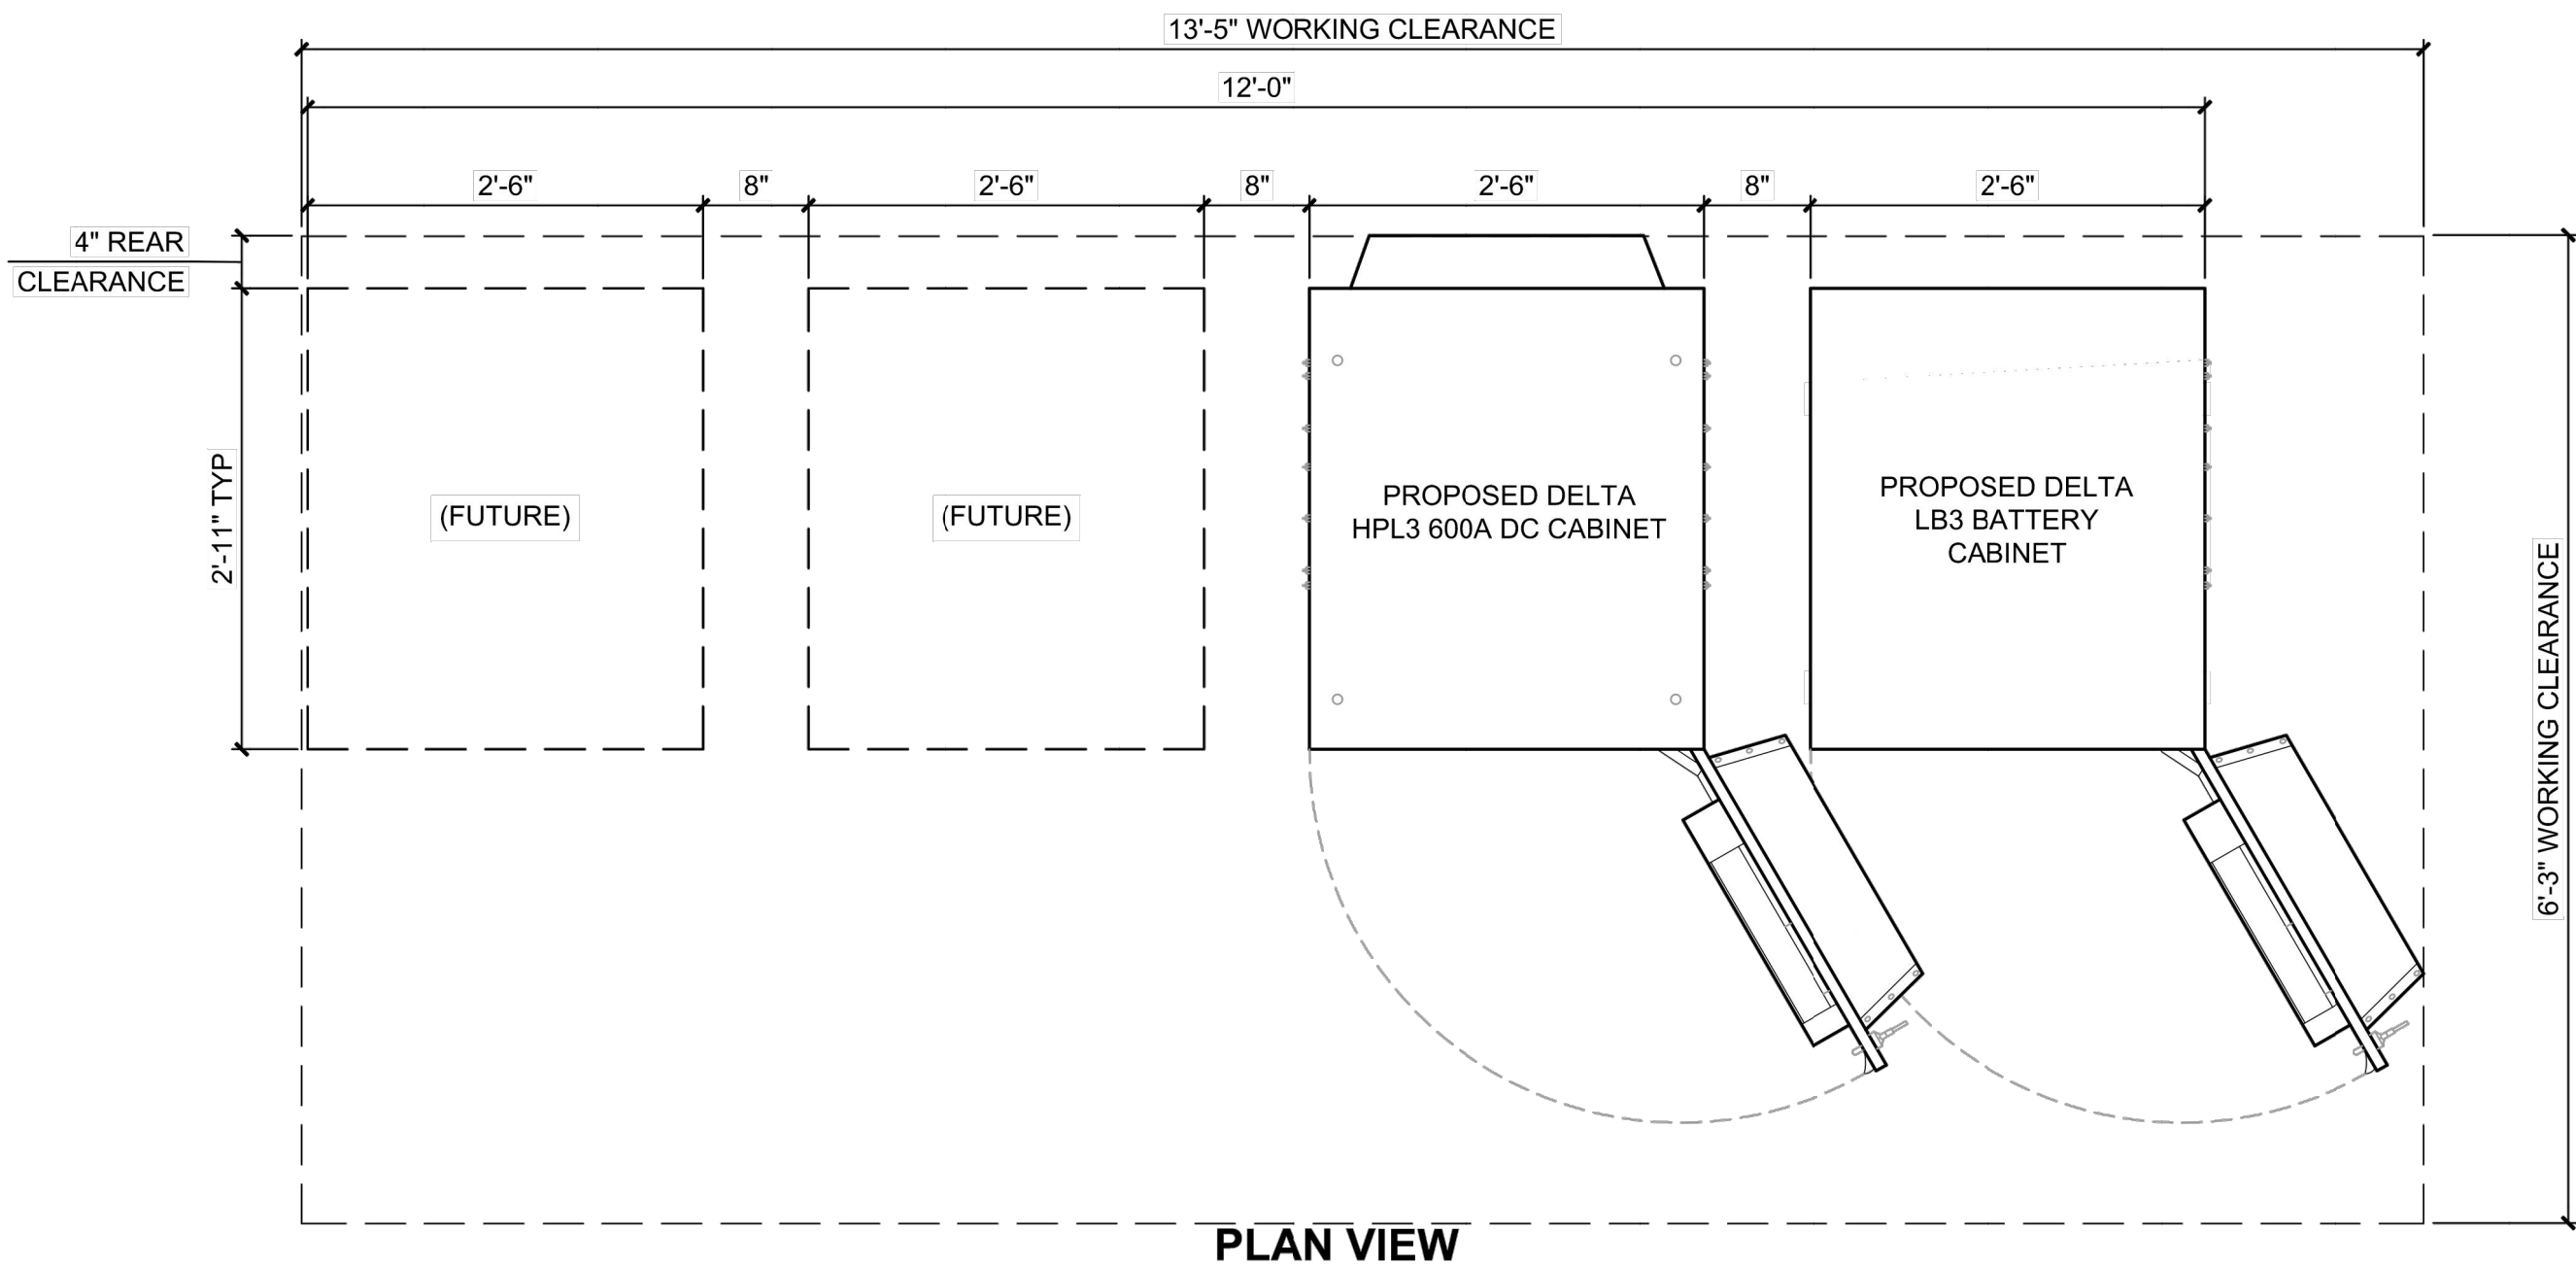 13'-5" WORKING CLEARANCE
12'-0"
2'-6"
8"
2'-6"
8"
2'-6"
8"
2'-6"
4" REAR
CLEARANCE
2'-11" TYP
(FUTURE)
(FUTURE)
PROPOSED DELTA
HPL3 600A DC CABINET
PROPOSED DELTA
LB3 BATTERY
CABINET
6'-3" WORKING CLEARANCE
PLAN VIEW